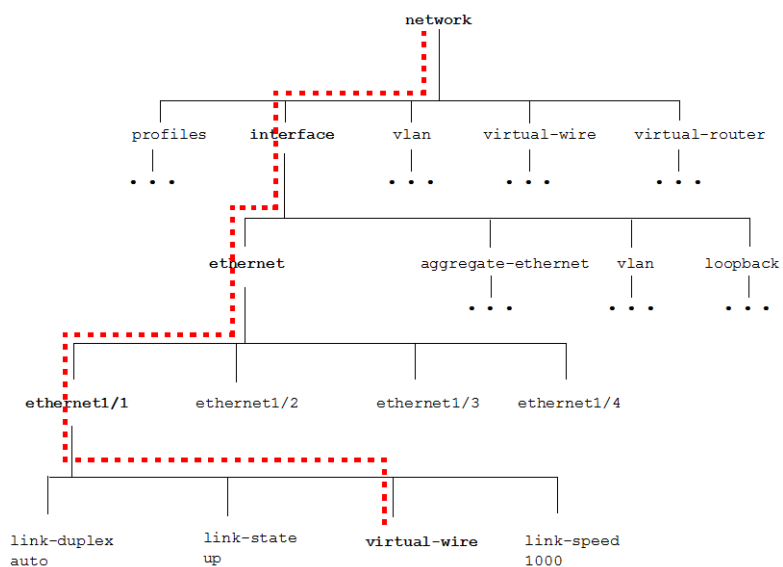 network
profiles interface vlan virtual-wire virtual-router
... ... ... ...
ethernet aggregate-ethernet vlan loopback
... ... ...
ethernet1/1 ethernet1/2 ethernet1/3 ethernet1/4
link-duplex link-state virtual-wire link-speed
auto up 1000